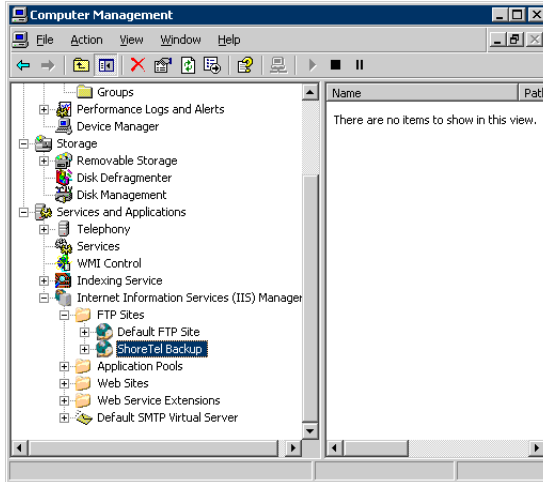 Computer Management
File Action View Window Help
Name Path
There are no items to show in this view.
Groups
Performance Logs and Alerts
Device Manager
Storage
Removable Storage
Disk Defragmenter
Disk Management
Services and Applications
Telephony
Services
WMI Control
Indexing Service
Internet Information Services (IIS) Manager
FTP Sites
Default FTP Site
ShoreTel Backup
Application Pools
Web Sites
Web Service Extensions
Default SMTP Virtual Server